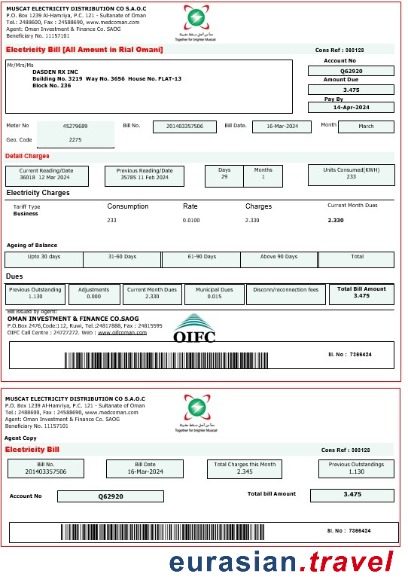 MUSCAT ELECTRICITY DISTRIBUTION CO S.A.O.C
P.O. Box 1239 Al-Hamriya, P.C. 121 - Sultanate of Oman
Tel : 2488600, Fax : 24588690, www.medcoman.com
Agent: Oman Investment & Finance Co. SAOG
Beneficiary No. 11157101
Together for brighter Muscat
Electricity Bill [All Amount in Rial Omani]
Cons Ref : 000123
Mr/Mrs/Ms
DASDEN RX INC
Building No. 3219 Way No. 3656 House No. FLAT-13
Block No. 236
Account No
Q62920
Amount Due
3.475
Pay By
14-Apr-2024
Meter No 45279689 Bill No. 201403357506 Bill Date. 16-Mar-2024 Month March
Geo. Code 2275
Detail Charges
Current Reading/Date Previous Reading/Date Days Months Units Consumed(KWH)
36018 12 Mar 2024 35785 11 Feb 2024 29 1 233
Electricity Charges
Tariff Type Consumption Rate Charges Current Month Dues
Business 233 0.0100 2.330 2.330
Ageing of Balance
Upto 30 days 31-60 Days 61-90 Days Above 90 Days Total
Dues
Previous Outstanding Adjustments Current Month Dues Municipal Dues Disconn/reconnection fees Total Bill Amount
1.130 0.000 2.330 0.015 3.475
Bill issued by agent:
OMAN INVESTMENT & FINANCE CO.SAOG
P.O.Box 2476,Code:112, Kuwi, Tel:24817888, Fax : 24815595
OIFC Call Centre : 24727272. Web : www.oifcoman.com
OIFC
Bl. No : 7366424
MUSCAT ELECTRICITY DISTRIBUTION CO S.A.O.C
P.O. Box 1239 Al-Hamriya, P.C. 121 - Sultanate of Oman
Tel : 2488600, Fax : 24588690, www.medcoman.com
Agent: Oman Investment & Finance Co. SAOG
Beneficiary No. 11157101
Together for brighter Muscat
Agent Copy
Electricity Bill
Cons Ref : 000123
Bill No. Bill Date Total Charges this Month Previous Outstandings
201403357506 16-Mar-2024 2.345 1.130
Account No Q62920 Total bill Amount 3.475
Bl. No : 7366424
eurasian.travel